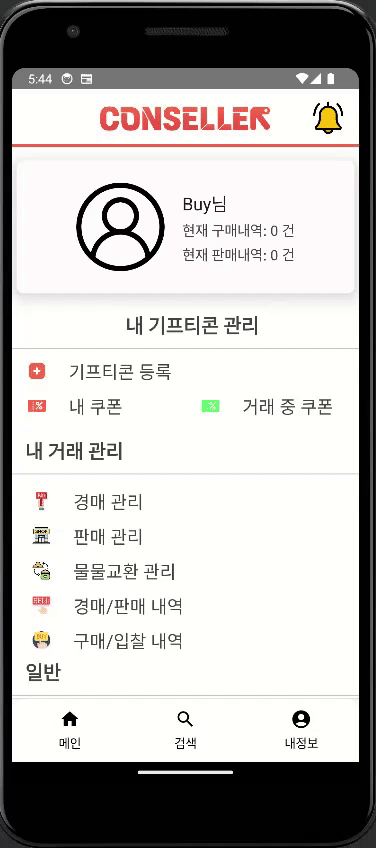 5:44
CONSELLER
Buy님
현재 구매내역: 0 건
현재 판매내역: 0 건
내 기프티콘 관리
기프티콘 등록
내 쿠폰
거래 중 쿠폰
내 거래 관리
경매 관리
판매 관리
물물교환 관리
경매/판매 내역
구매/입찰 내역
일반
메인
검색
내정보